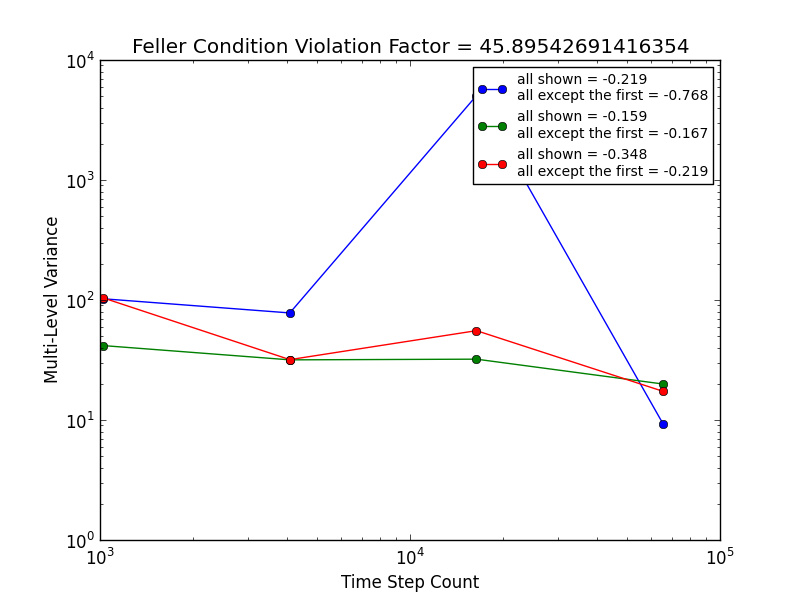 Feller Condition Violation Factor = 45.89542691416354
10^4
all shown = -0.219
all except the first = -0.768
all shown = -0.159
all except the first = -0.167
all shown = -0.348
all except the first = -0.219
10^3
10^2
10^1
10^0
Multi-Level Variance
10^3
10^4
10^5
Time Step Count